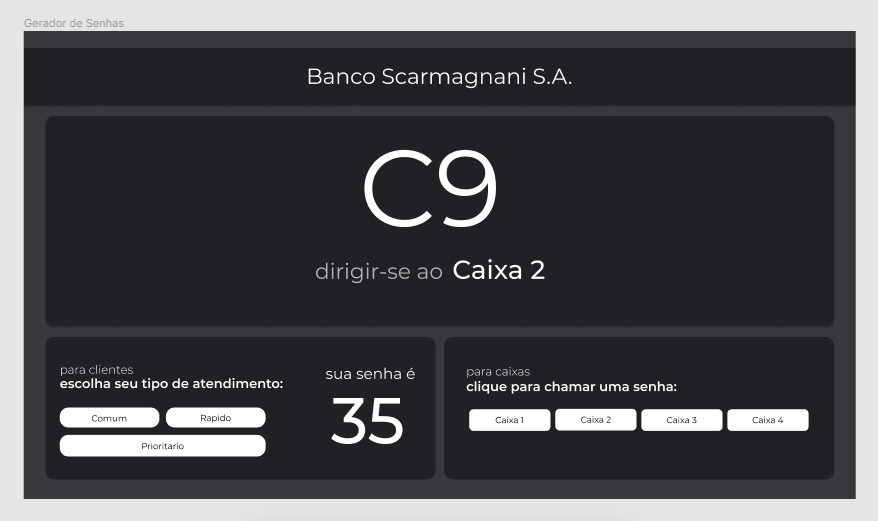 Gerador de Senhas
Banco Scarmagnani S.A.
C9
dirigir-se ao Caixa 2
para clientes
escolha seu tipo de atendimento:
Comum
Rapido
Prioritario
sua senha é
35
para caixas
clique para chamar uma senha:
Caixa 1
Caixa 2
Caixa 3
Caixa 4